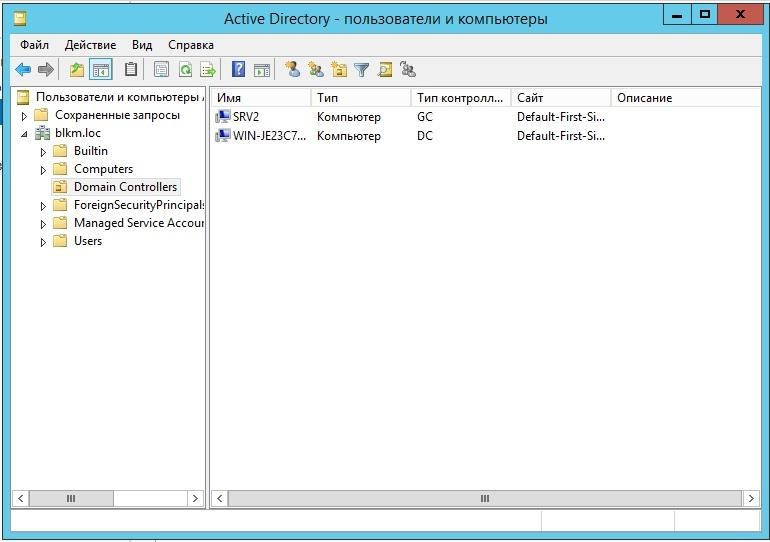 Active Directory - пользователи и компьютеры
Файл Действие Вид Справка
Пользователи и компьютеры
Сохраненные запросы
blkm.loc
Builtin
Computers
Domain Controllers
ForeignSecurityPrincipals
Managed Service Accour
Users
Имя Тип Тип контролл... Сайт Описание
SRV2 Компьютер GC Default-First-Si...
WIN-JE23C7... Компьютер DC Default-First-Si...